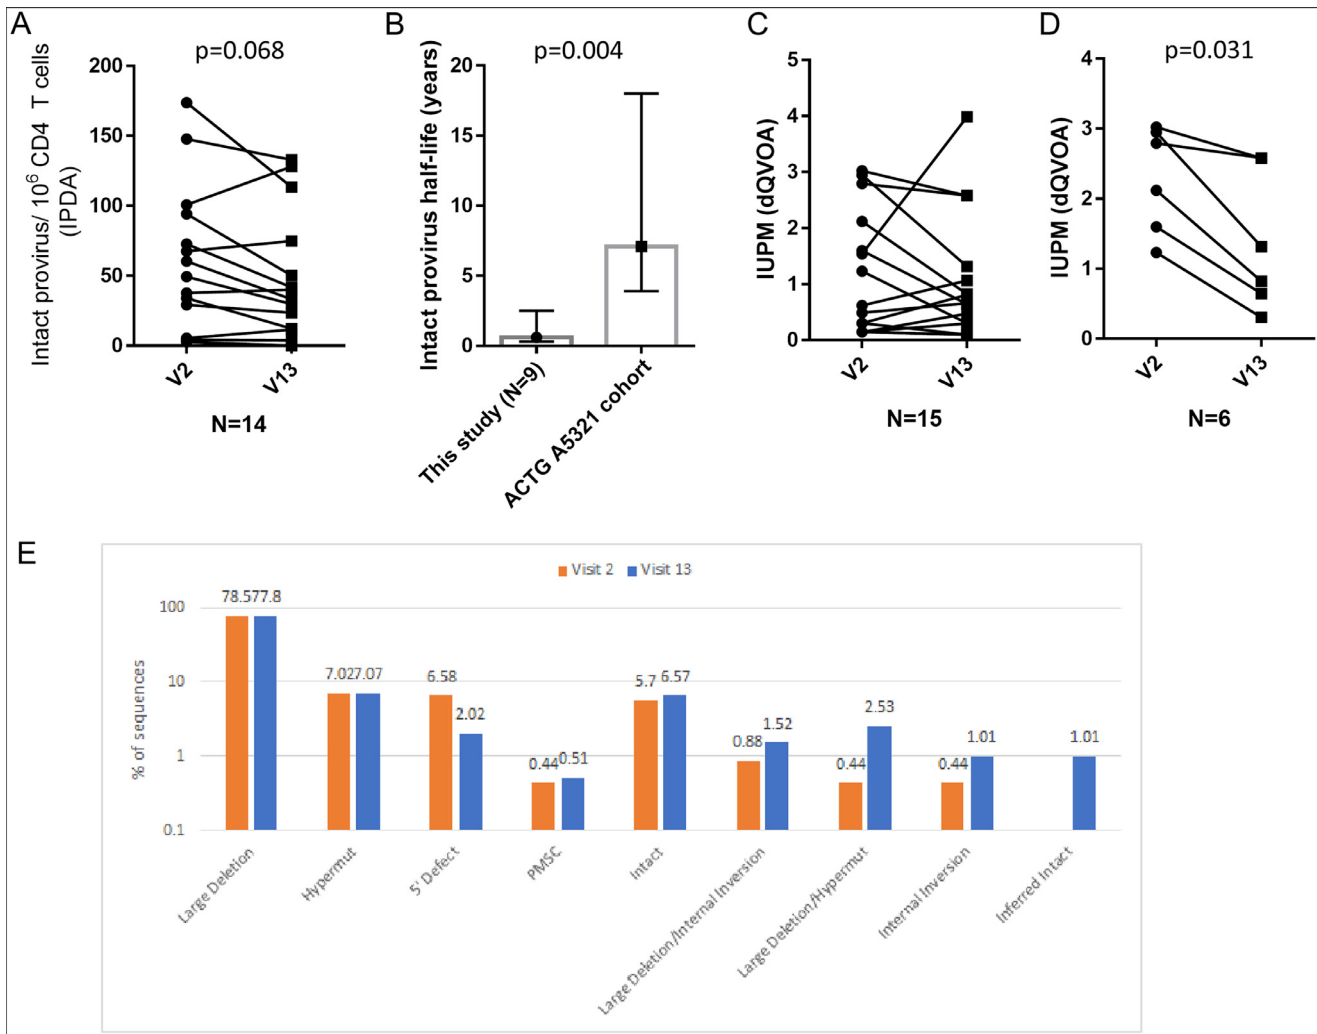 A
p=0.068
Intact provirus/ 10⁶ CD4 T cells
(IPDA)
200
150
100
50
0
V2
V13
N=14
B
p=0.004
Intact provirus half-life (years)
20
15
10
5
0
This study (N=9)
ACTG A5321 cohort
C
IUPM (dQVOA)
5
4
3
2
1
0
V2
V13
N=15
D
p=0.031
IUPM (dQVOA)
4
3
2
1
0
V2
V13
N=6
E
Visit 2 Visit 13
% of sequences
100
10
1
0.1
78.5 77.8
7.02 7.07
6.58
2.02
0.44 0.51
5.7 6.57
0.88
1.52
0.44
2.53
0.44
1.01
1.01
Large Deletion
Hypermut
5' Defect
PMSC
Intact
Large Deletion/Internal Inversion
Large Deletion/Hypermut
Internal Inversion
Inferred Intact